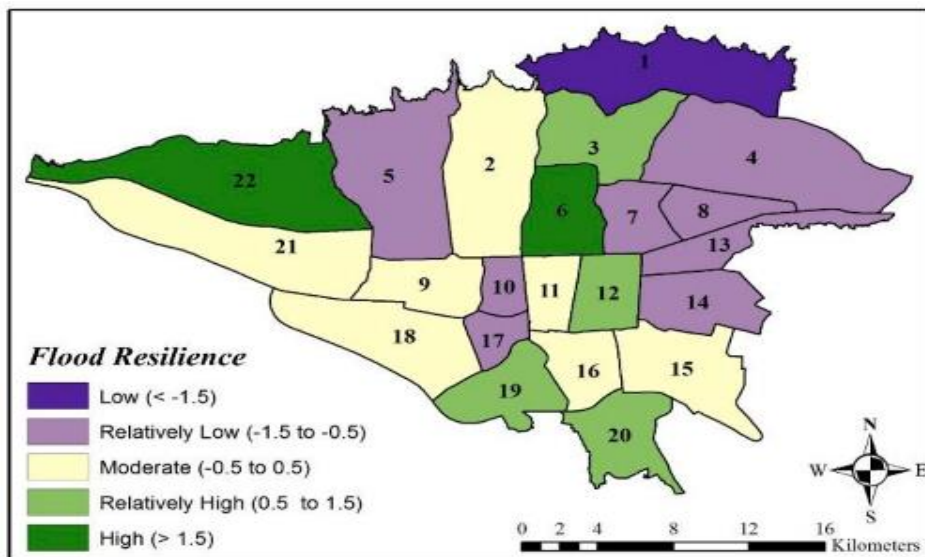 1
3
4
2
5
22
6
7
8
13
21
9
10
11
12
14
18
17
16
15
19
20
Flood Resilience
Low (< -1.5)
Relatively Low (-1.5 to -0.5)
Moderate (-0.5 to 0.5)
Relatively High (0.5 to 1.5)
High (> 1.5)
N
W E
S
0 2 4 8 12 16
Kilometers